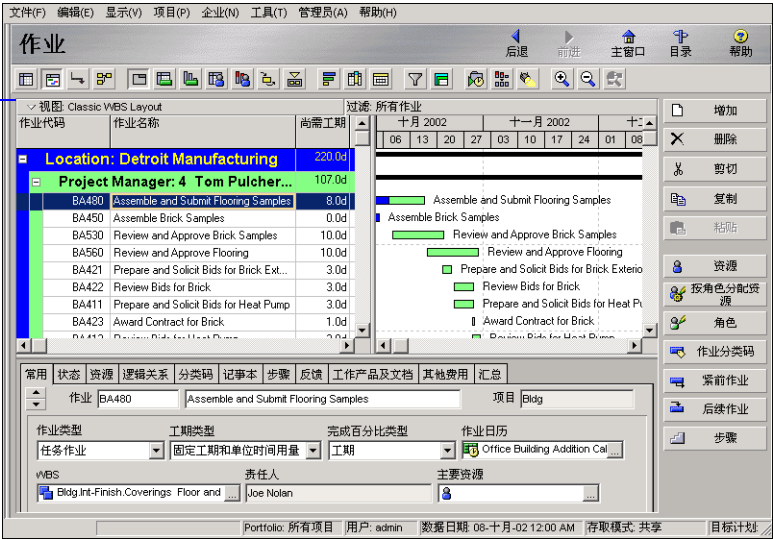 文件(F) 编辑(E) 显示(V) 项目(P) 企业(N) 工具(T) 管理员(A) 帮助(H)
作业
后退 前进 主窗口 目录 帮助
视图: Classic WBS Layout
过滤: 所有作业
作业代码 作业名称 尚需工期
十月 2002 十一月 2002
06 13 20 27 03 10 17 24 01 08
Location: Detroit Manufacturing 220.0d
Project Manager: 4 Tom Pulcher... 107.0d
BA480 Assemble and Submit Flooring Samples 8.0d Assemble and Submit Flooring Samples
BA450 Assemble Brick Samples 0.0d Assemble Brick Samples
BA530 Review and Approve Brick Samples 10.0d Review and Approve Brick Samples
BA560 Review and Approve Flooring 10.0d Review and Approve Flooring
BA421 Prepare and Solicit Bids for Brick Ext... 3.0d Prepare and Solicit Bids for Brick Exterio
BA422 Review Bids for Brick 3.0d Review Bids for Brick
BA411 Prepare and Solicit Bids for Heat Pump 3.0d Prepare and Solicit Bids for Heat Pu
BA423 Award Contract for Brick 1.0d Award Contract for Brick
增加
删除
剪切
复制
粘贴
资源
按角色分配资源
角色
作业分类码
紧前作业
后续作业
步骤
常用 状态 资源 逻辑关系 分类码 记事本 步骤 反馈 工作产品及文档 其他费用 汇总
作业 BA480 Assemble and Submit Flooring Samples 项目 Bldg
作业类型 工期类型 完成百分比类型 作业日历
任务作业 固定工期和单位时间用量 工期 Office Building Addition Cal ...
WBS 责任人 主要资源
Bldg.Int-Finish.Coverings Floor and ... Joe Nolan ...
Portfolio: 所有项目 用户: admin 数据日期: 08-十月-02 12:00 AM 存取模式: 共享 目标计划: